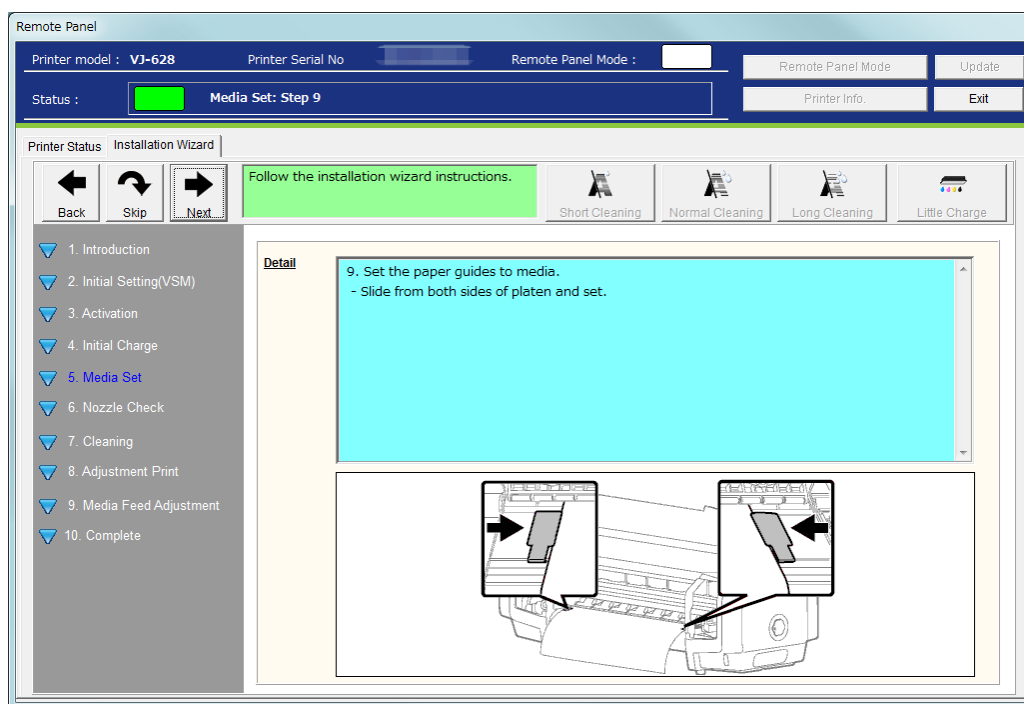 Remote Panel
Printer model : VJ-628
Printer Serial No
Remote Panel Mode :
Remote Panel Mode
Update
Status :
Media Set: Step 9
Printer Info.
Exit
Printer Status
Installation Wizard
Back
Skip
Next
Follow the installation wizard instructions.
Short Cleaning
Normal Cleaning
Long Cleaning
Little Charge
1. Introduction
2. Initial Setting(VSM)
3. Activation
4. Initial Charge
5. Media Set
6. Nozzle Check
7. Cleaning
8. Adjustment Print
9. Media Feed Adjustment
10. Complete
Detail
9. Set the paper guides to media.
- Slide from both sides of platen and set.